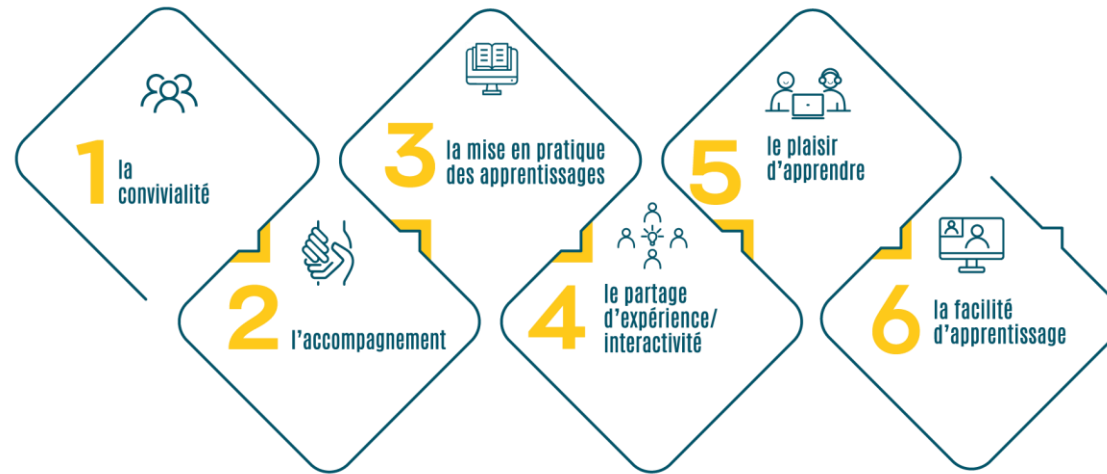 1
la
convivialité
2
l'accompagnement
3
la mise en pratique
des apprentissages
4
le partage
d'expérience/
interactivité
5
le plaisir
d'apprendre
6
la facilité
d'apprentissage